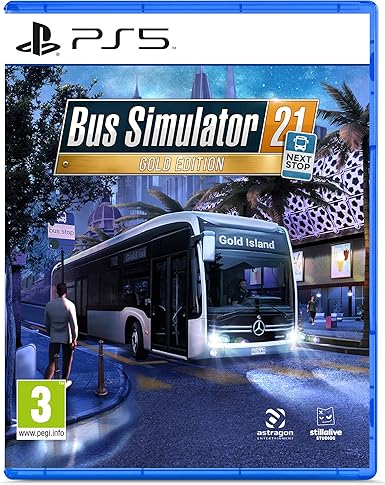 PS5
Bus Simulator 21
NEXT
STOP
GOLD EDITION
bus stop
Gold Island
3
www.pegi.info
astragon
ENTERTAINMENT
stillalive
STUDIOS